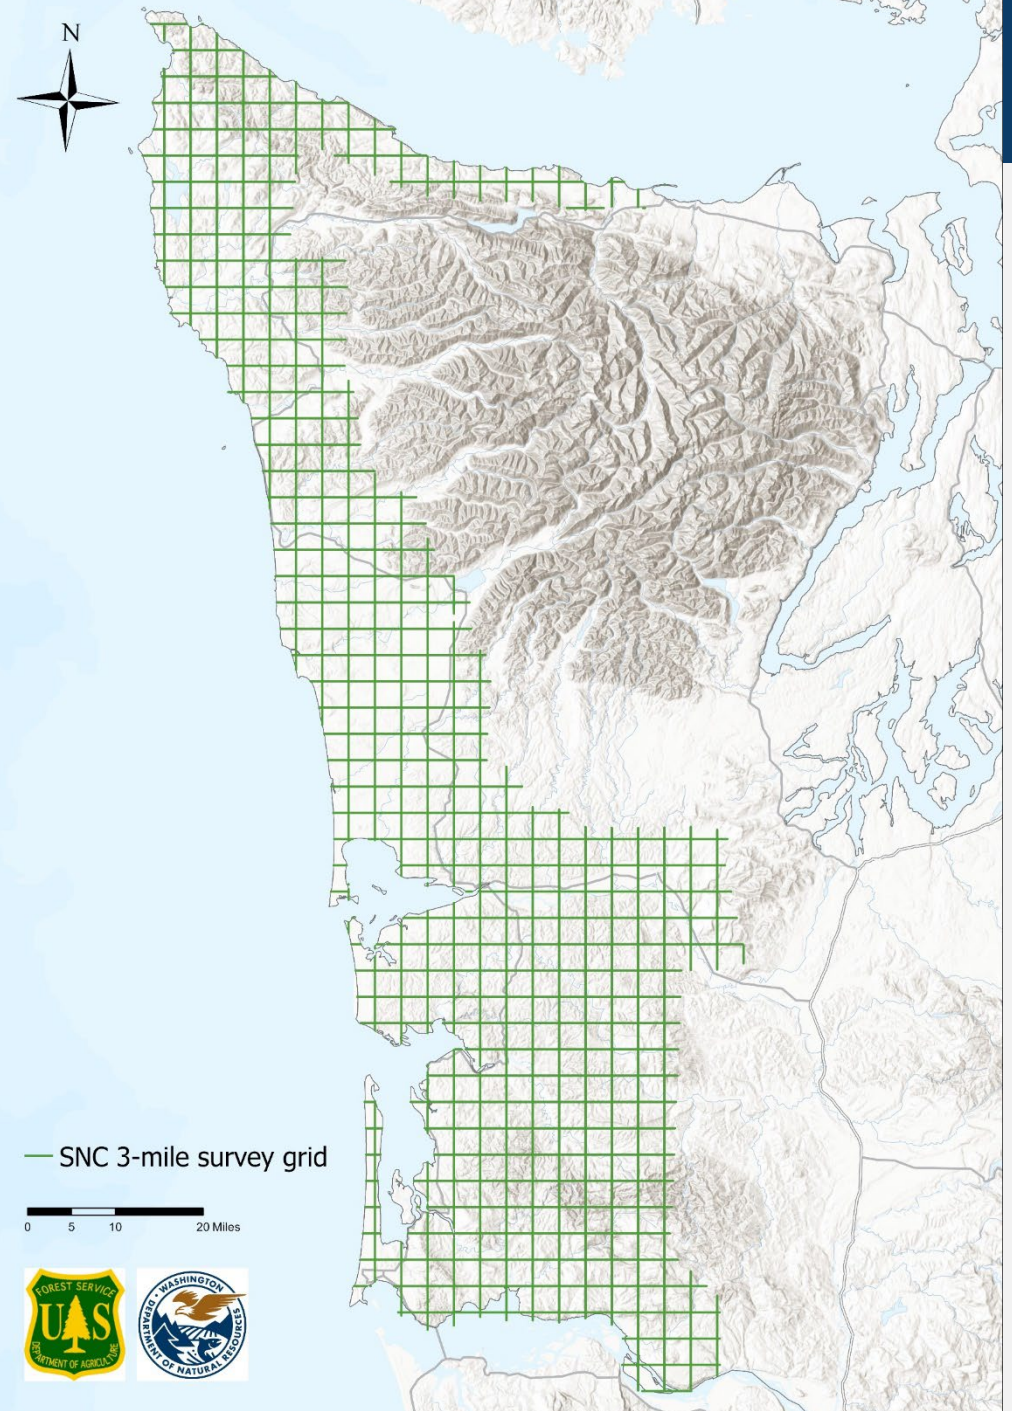 N
SNC 3-mile survey grid
0 5 10 20 Miles
FOREST SERVICE
US
DEPARTMENT OF AGRICULTURE
WASHINGTON
DEPARTMENT OF NATURAL RESOURCES